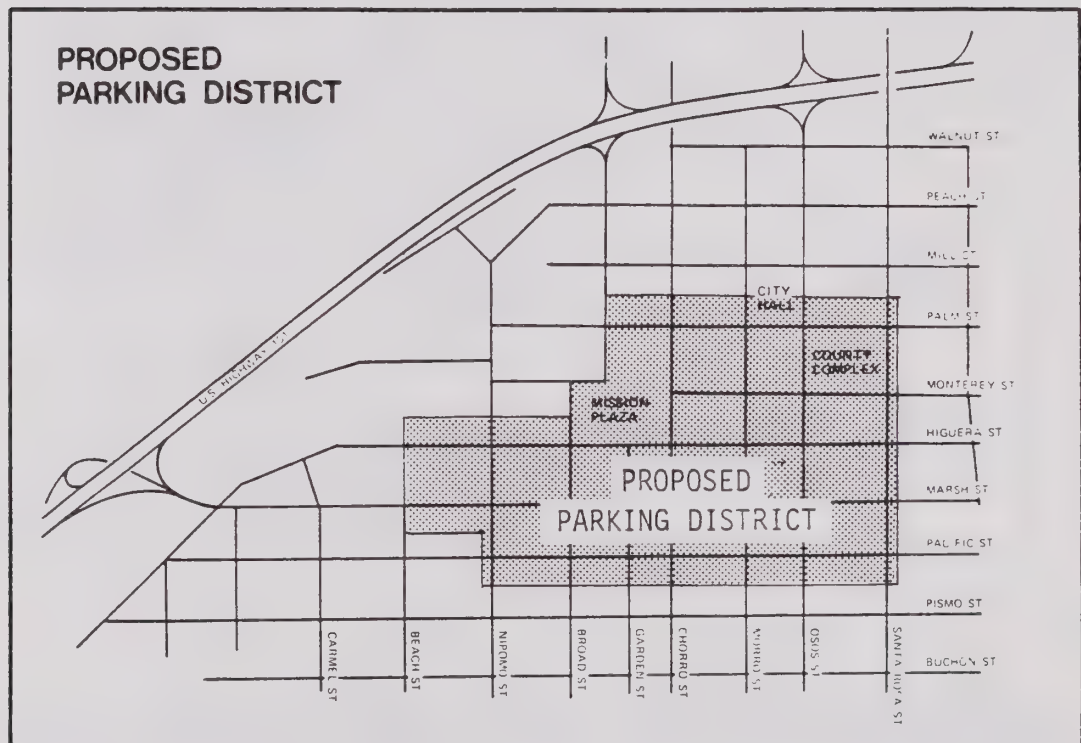 PROPOSED
PARKING DISTRICT
WALNUT ST
PEACH ST
MILL ST
CITY
HALL
PALM ST
U.S. HIGHWAY 101
COUNTY
COMPLEX
MONTEREY ST
MISSION
PLAZA
HIGUERA ST
PROPOSED
PARKING DISTRICT
MARSH ST
PACIFIC ST
PISMO ST
BUCHON ST
CARMEL ST
BEACH ST
NIPOMO ST
BROAD ST
GARDEN ST
CHORRO ST
MORRO ST
OSOS ST
SANTA ROSA ST